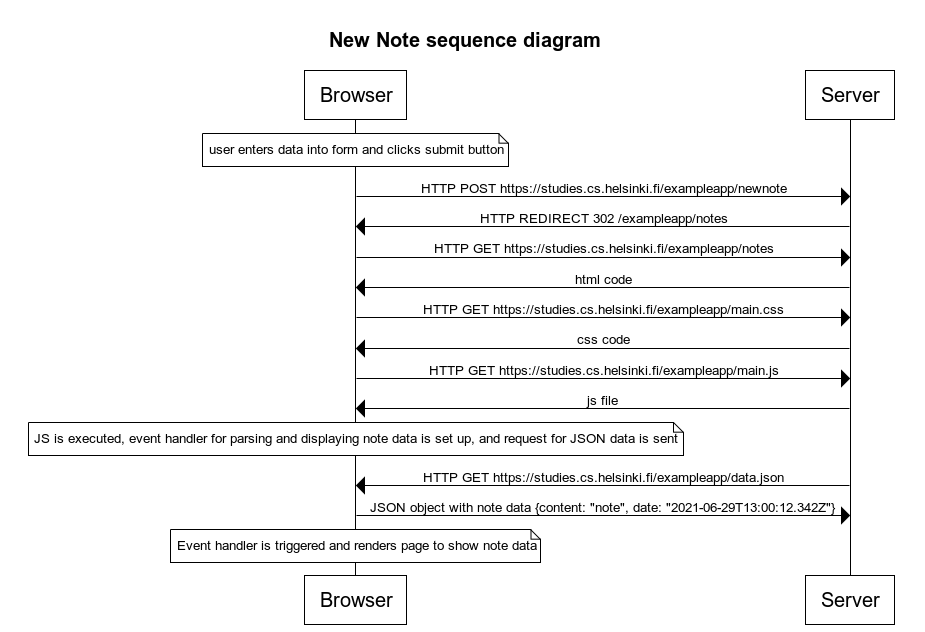 New Note sequence diagram
Browser
Server
user enters data into form and clicks submit button
HTTP POST https://studies.cs.helsinki.fi/exampleapp/newnote
HTTP REDIRECT 302 /exampleapp/notes
HTTP GET https://studies.cs.helsinki.fi/exampleapp/notes
html code
HTTP GET https://studies.cs.helsinki.fi/exampleapp/main.css
css code
HTTP GET https://studies.cs.helsinki.fi/exampleapp/main.js
js file
JS is executed, event handler for parsing and displaying note data is set up, and request for JSON data is sent
HTTP GET https://studies.cs.helsinki.fi/exampleapp/data.json
JSON object with note data {content: "note", date: "2021-06-29T13:00:12.342Z"}
Event handler is triggered and renders page to show note data
Browser
Server